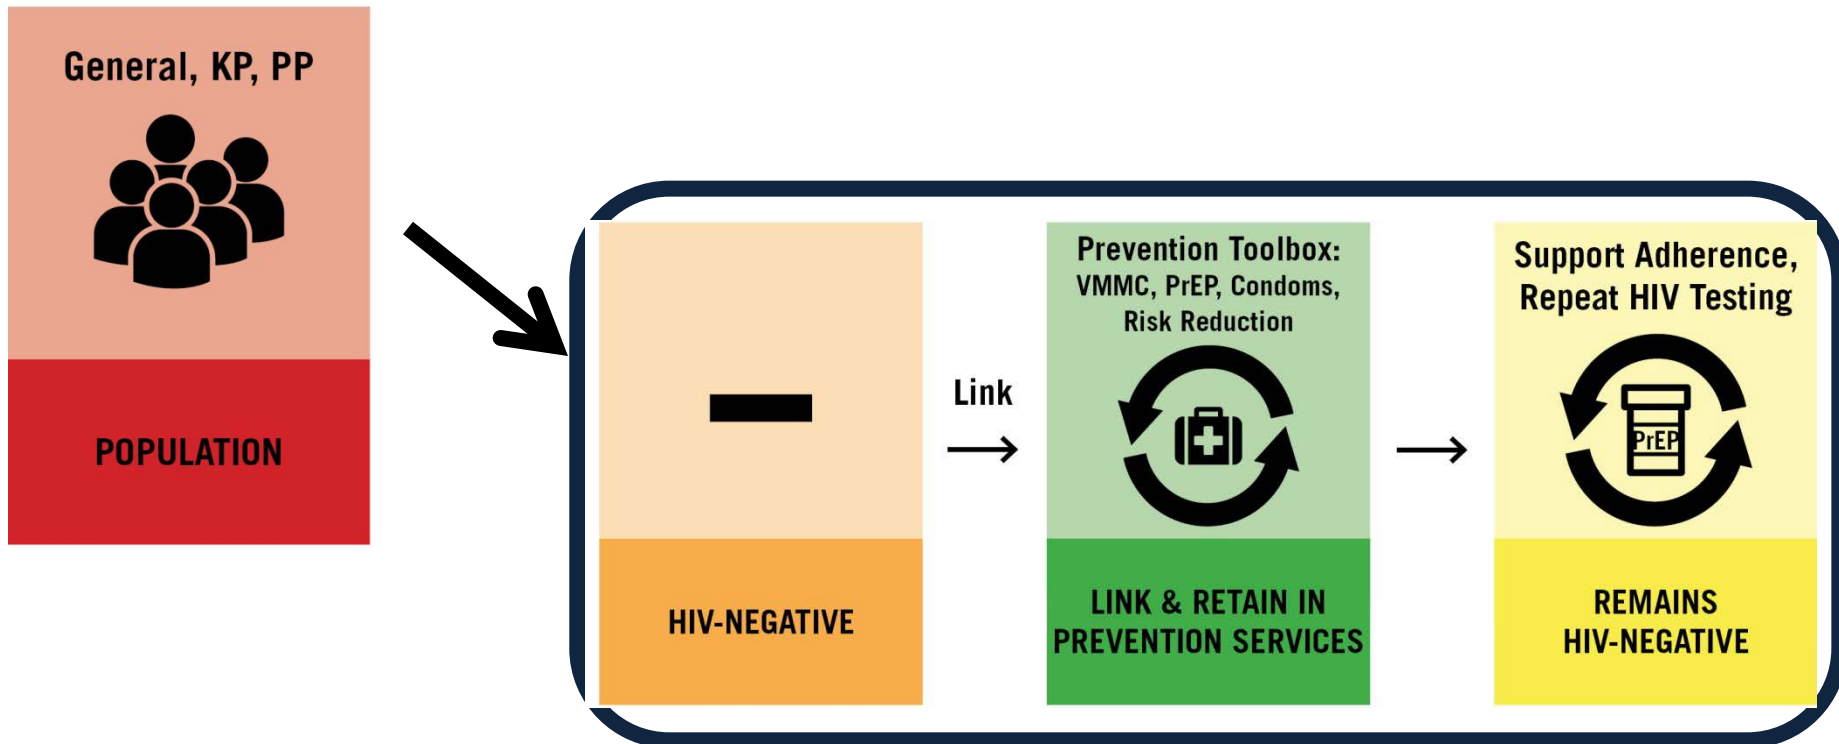 General, KP, PP
POPULATION
HIV-NEGATIVE
Link
Prevention Toolbox:
VMMC, PrEP, Condoms,
Risk Reduction
LINK & RETAIN IN
PREVENTION SERVICES
Support Adherence,
Repeat HIV Testing
PrEP
REMAINS
HIV-NEGATIVE